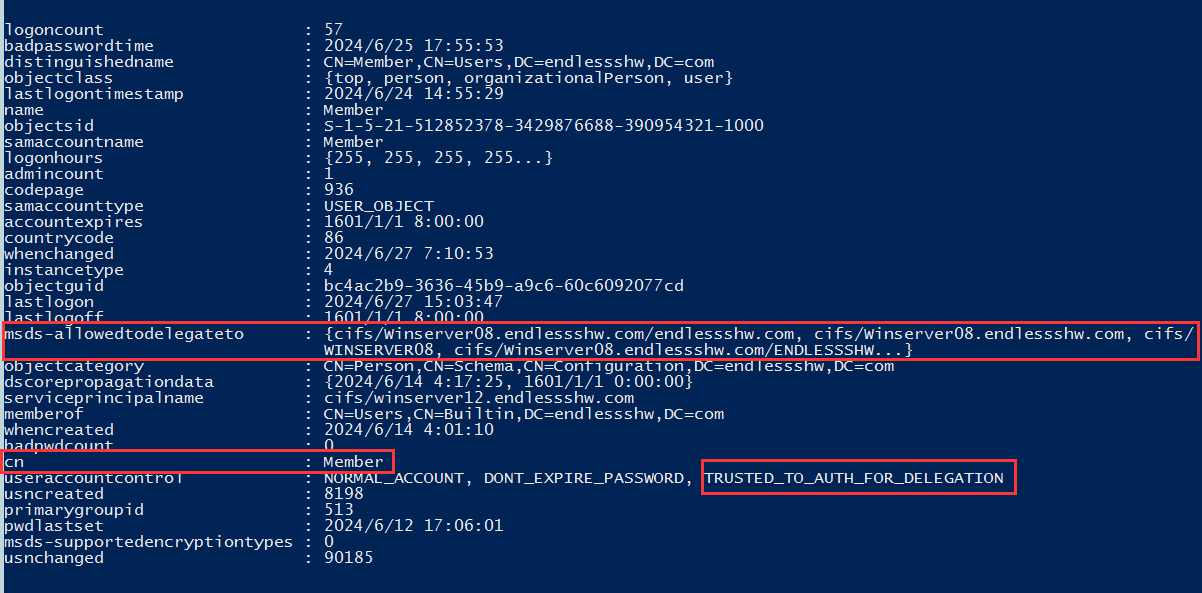 logoncount : 57
badpasswordtime : 2024/6/25 17:55:53
distinguishedname : CN=Member,CN=Users,DC=endlessshw,DC=com
objectclass : {top, person, organizationalPerson, user}
lastlogontimestamp : 2024/6/24 14:55:29
name : Member
objectsid : S-1-5-21-512852378-3429876688-390954321-1000
samaccountname : Member
logonhours : {255, 255, 255, 255...}
admincount : 1
codepage : 936
samaccounttype : USER_OBJECT
accountexpires : 1601/1/1 8:00:00
countrycode : 86
whenchanged : 2024/6/27 7:10:53
instancetype : 4
objectguid : bc4ac2b9-3636-45b9-a9c6-60c6092077cd
lastlogon : 2024/6/27 15:03:47
lastlogoff : 1601/1/1 8:00:00
msds-allowedtodelegateto : {cifs/Winserver08.endlessshw.com/endlessshw.com, cifs/Winserver08.endlessshw.com, cifs/
WINSERVER08, cifs/Winserver08.endlessshw.com/ENDLESSSHW...}
objectcategory : CN=Person,CN=Schema,CN=Configuration,DC=endlessshw,DC=com
dscorepropagationdata : {2024/6/14 4:17:25, 1601/1/1 0:00:00}
serviceprincipalname : cifs/winserver12.endlessshw.com
memberof : CN=Users,CN=Builtin,DC=endlessshw,DC=com
whencreated : 2024/6/14 4:01:10
badpwdcount : 0
cn : Member
useraccountcontrol : NORMAL_ACCOUNT, DONT_EXPIRE_PASSWORD, TRUSTED_TO_AUTH_FOR_DELEGATION
usncreated : 8198
primarygroupid : 513
pwdlastset : 2024/6/12 17:06:01
msds-supportedencryptiontypes : 0
usnchanged : 90185